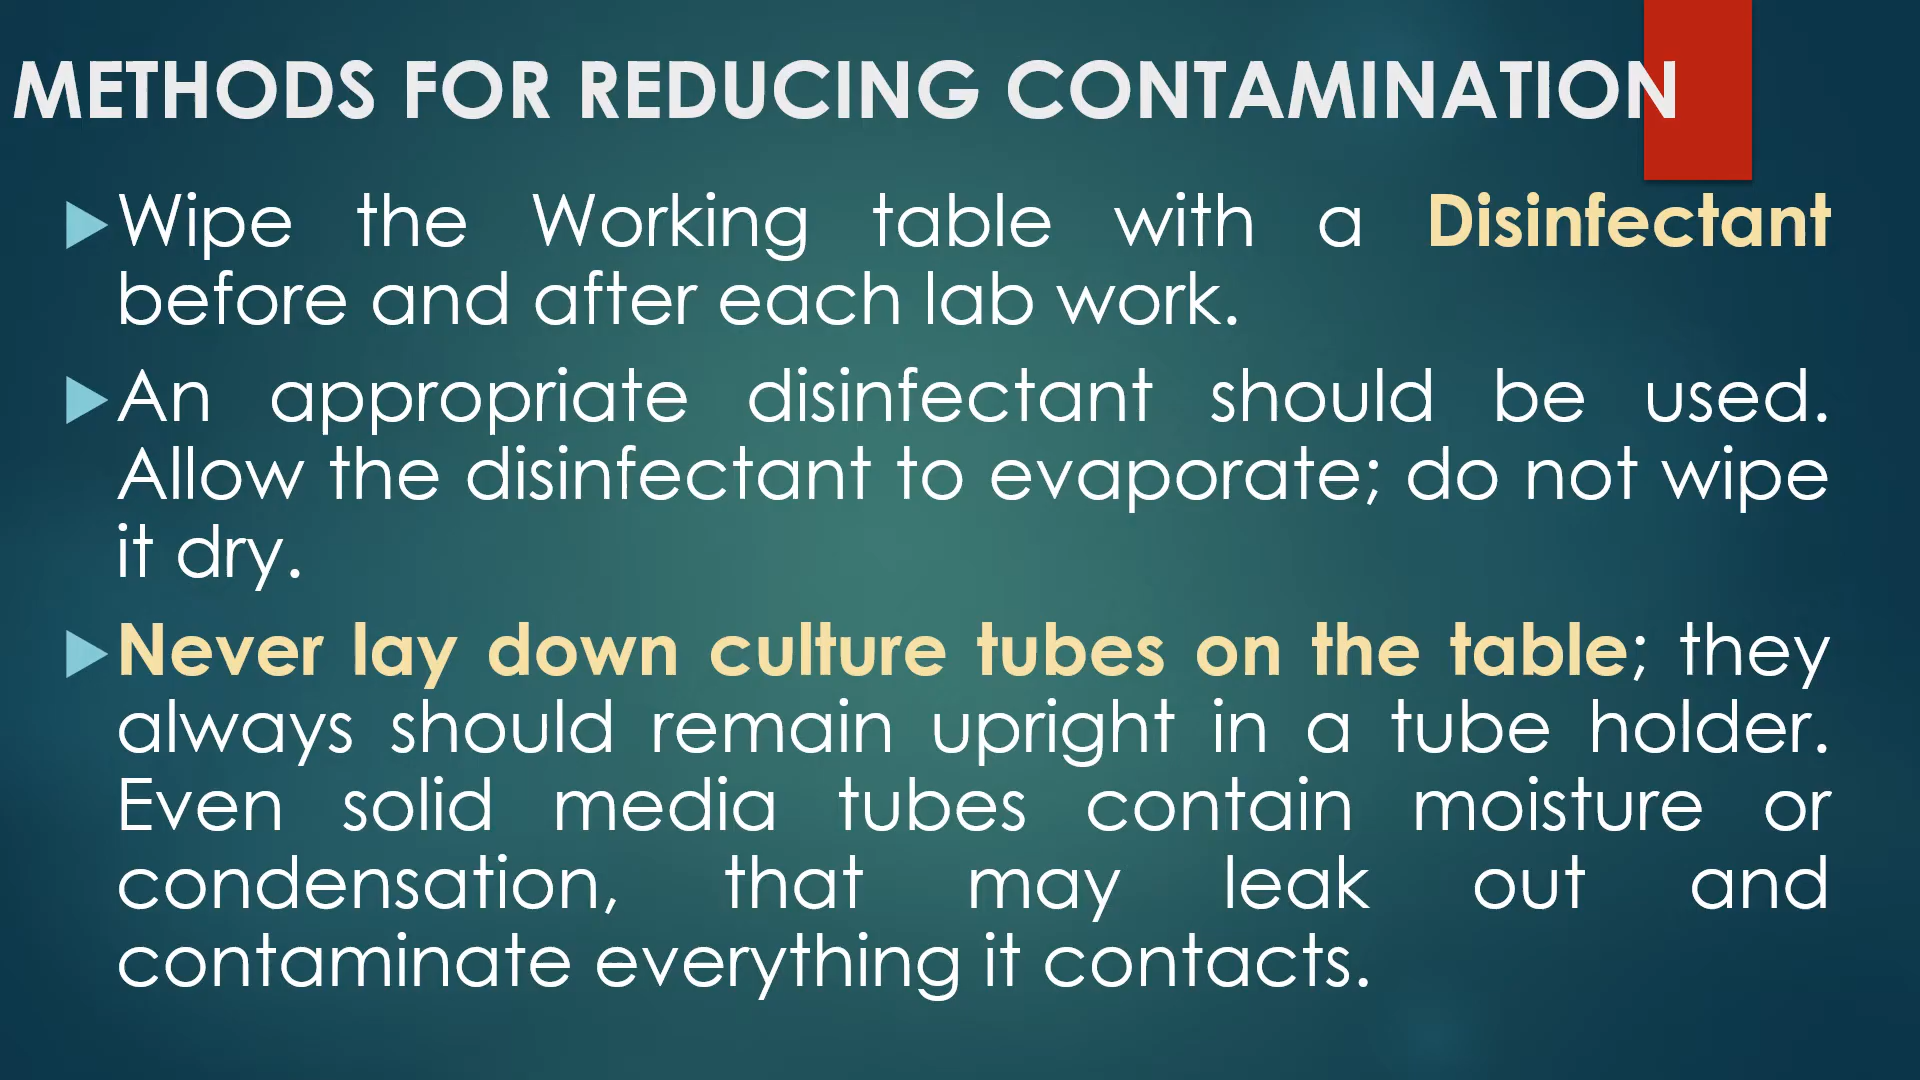 METHODS FOR REDUCING CONTAMINATION
Wipe the Working table with a Disinfectant
before and after each lab work.
An appropriate disinfectant should be used.
Allow the disinfectant to evaporate; do not wipe
it dry.
Never lay down culture tubes on the table; they
always should remain upright in a tube holder.
Even solid media tubes contain moisture or
condensation, that may leak out and
contaminate everything it contacts.